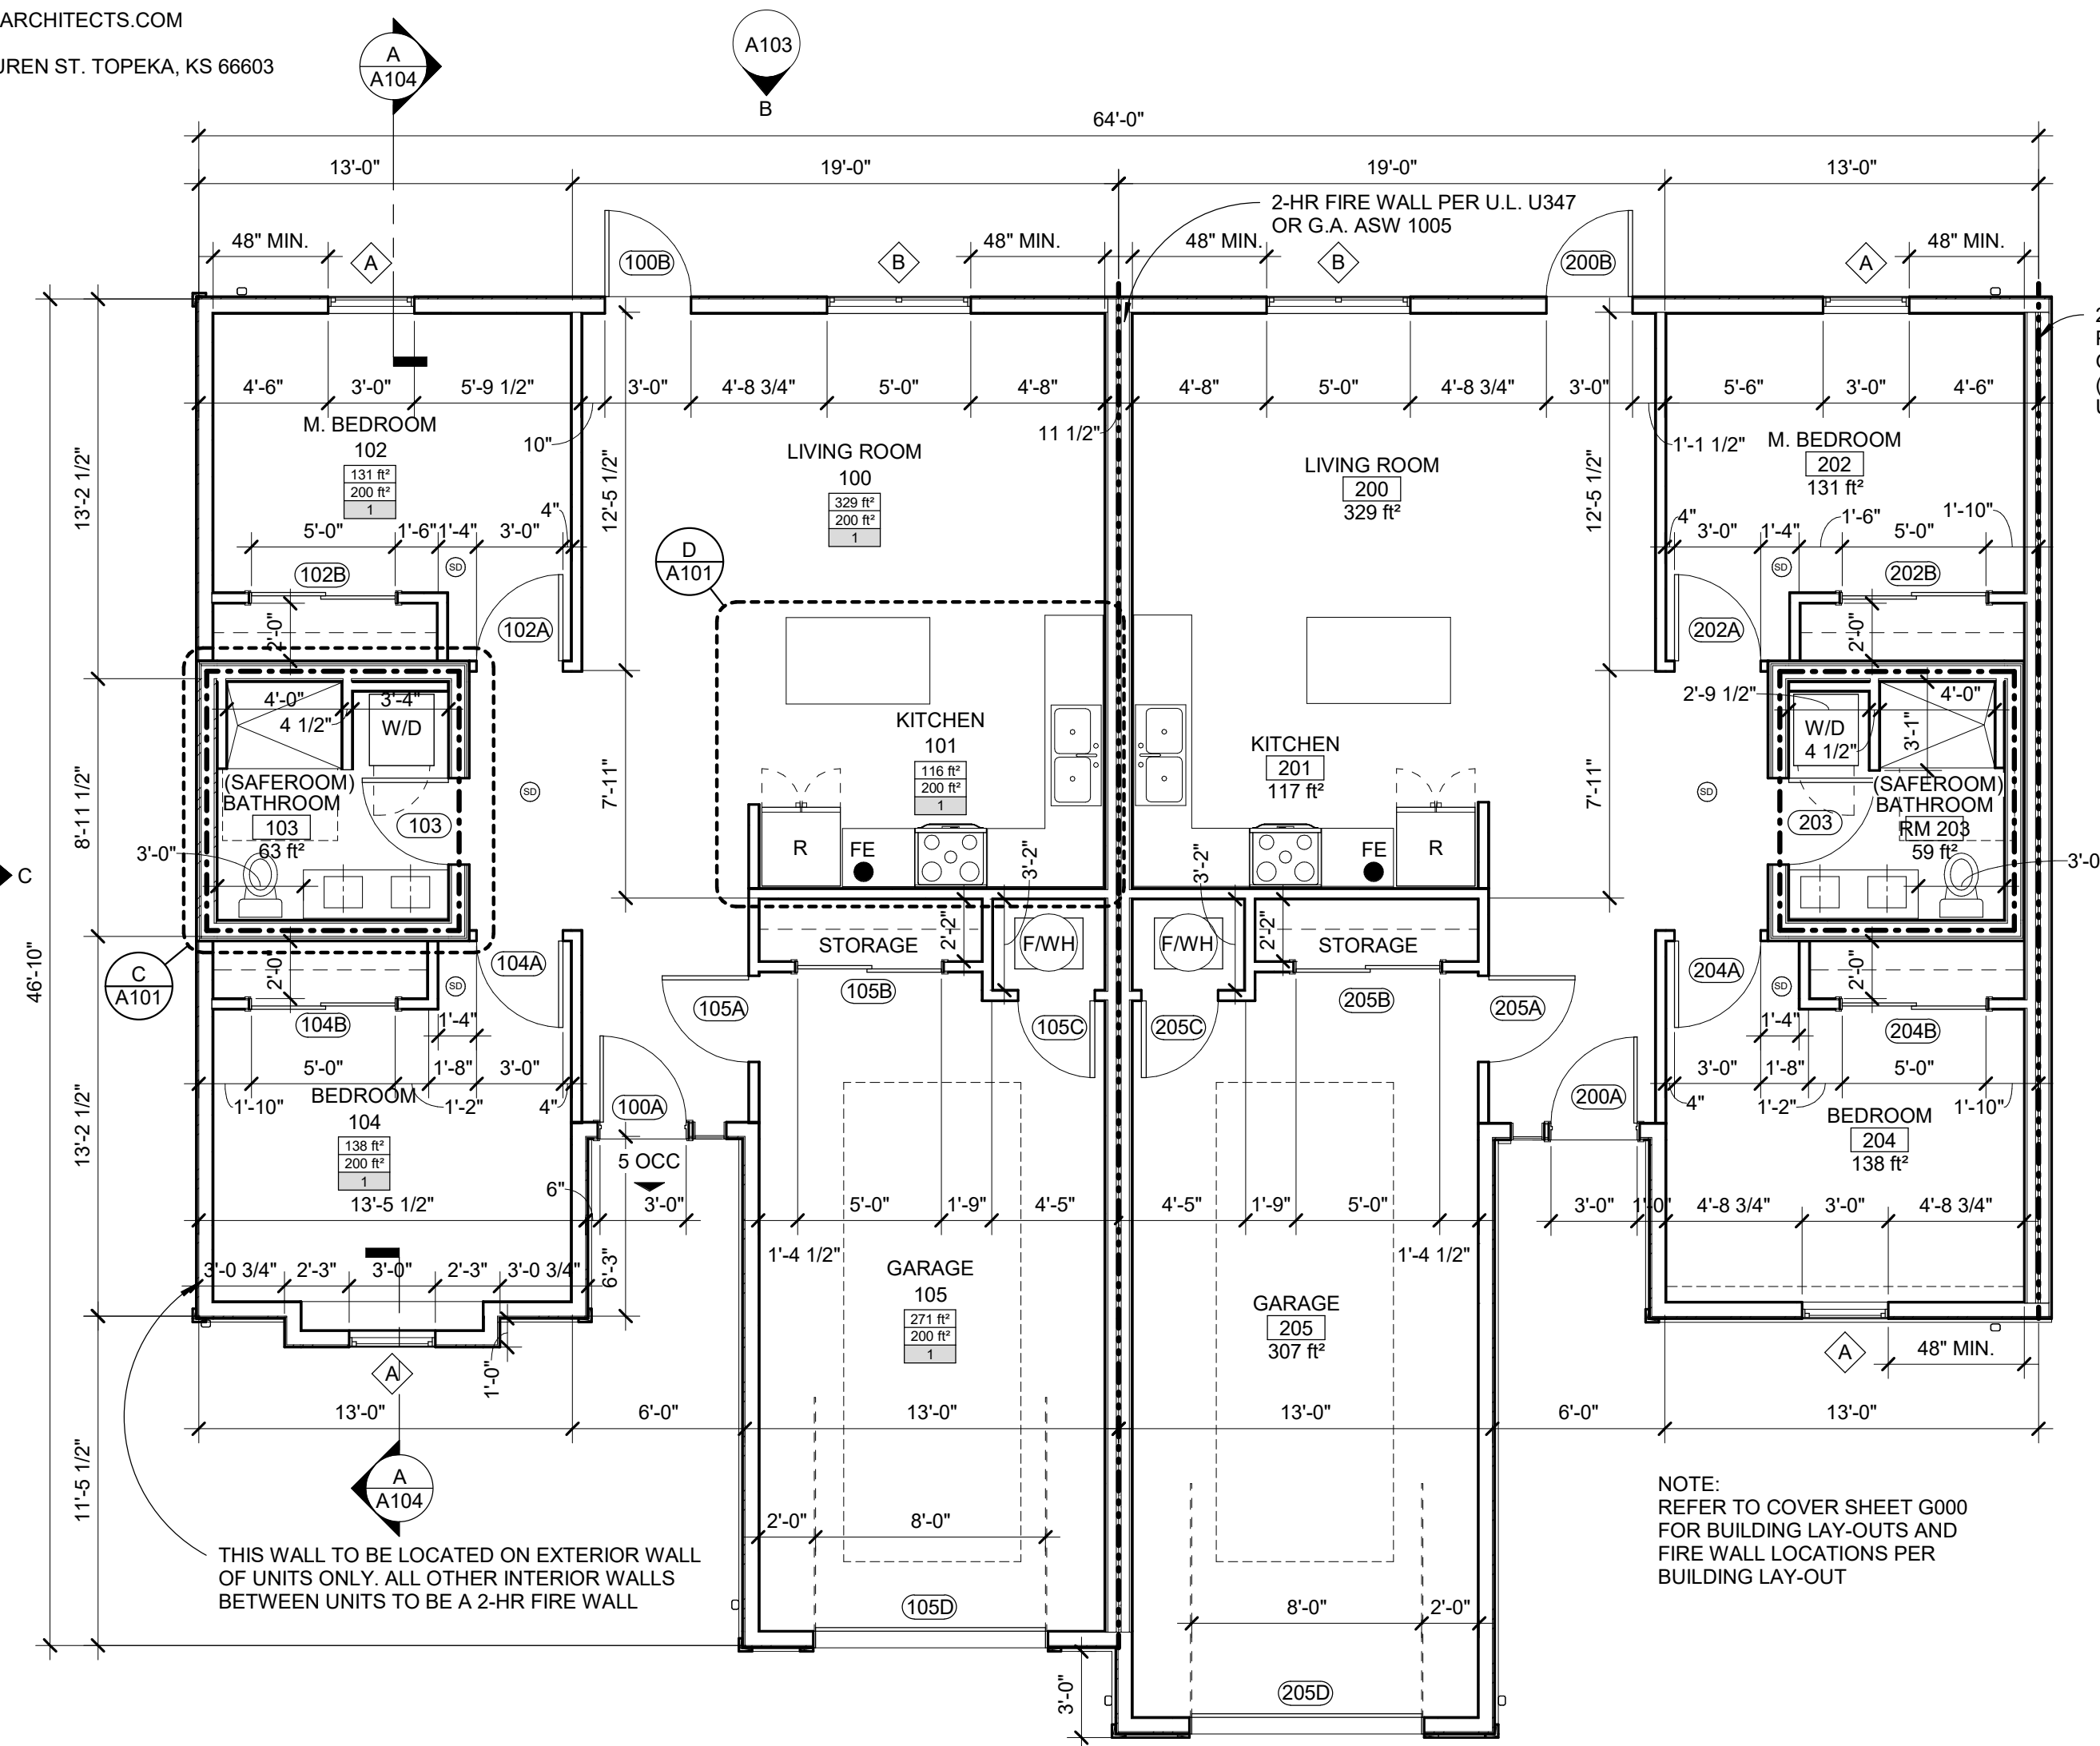 ARCHITECTS.COM
UREN ST. TOPEKA, KS 66603
A
A104
A103
B
64'-0"
13'-0"
19'-0"
19'-0"
13'-0"
2-HR FIRE WALL PER U.L. U347
OR G.A. ASW 1005
48" MIN.
A
100B
B
48" MIN.
48" MIN.
B
200B
A
48" MIN.
4'-6"
3'-0"
5'-9 1/2"
3'-0"
4'-8 3/4"
5'-0"
4'-8"
4'-8"
5'-0"
4'-8 3/4"
3'-0"
5'-6"
3'-0"
4'-6"
10"
11 1/2"
1'-1 1/2"
M. BEDROOM
102
131 ft²
200 ft²
1
LIVING ROOM
100
329 ft²
200 ft²
1
LIVING ROOM
200
329 ft²
M. BEDROOM
202
131 ft²
13'-2 1/2"
12'-5 1/2"
12'-5 1/2"
5'-0"
1'-6"
1'-4"
3'-0"
4"
4"
3'-0"
1'-4"
1'-6"
5'-0"
1'-10"
D
A101
102B
SD
102A
SD
202B
202A
2'-0"
2'-0"
4'-0"
3'-4"
4 1/2"
W/D
2'-9 1/2"
W/D
4 1/2"
4'-0"
3'-1"
(SAFEROOM)
BATHROOM
103
63 ft²
103
3'-0"
SD
8'-11 1/2"
7'-11"
KITCHEN
101
116 ft²
200 ft²
1
KITCHEN
201
117 ft²
7'-11"
SD
(SAFEROOM)
BATHROOM
RM 203
59 ft²
203
3'-0
R
FE
FE
R
3'-2"
3'-2"
C
46'-10"
C
A101
2'-0"
104A
SD
104B
STORAGE
2'-2"
F/WH
F/WH
2'-2"
STORAGE
105B
205B
105A
105C
205C
205A
204A
SD
2'-0"
204B
1'-4"
5'-0"
1'-8"
3'-0"
1'-10"
1'-2"
4"
1'-4"
3'-0"
1'-8"
5'-0"
4"
1'-2"
1'-10"
BEDROOM
104
138 ft²
200 ft²
1
100A
200A
BEDROOM
204
138 ft²
13'-2 1/2"
5 OCC
13'-5 1/2"
6"
3'-0"
5'-0"
1'-9"
4'-5"
4'-5"
1'-9"
5'-0"
3'-0"
1'-0"
4'-8 3/4"
3'-0"
4'-8 3/4"
1'-4 1/2"
1'-4 1/2"
3'-0 3/4"
2'-3"
3'-0"
2'-3"
3'-0 3/4"
6'-3"
GARAGE
105
271 ft²
200 ft²
1
GARAGE
205
307 ft²
A
1'-0"
A
48" MIN.
13'-0"
6'-0"
13'-0"
13'-0"
6'-0"
13'-0"
11'-5 1/2"
A
A104
THIS WALL TO BE LOCATED ON EXTERIOR WALL
OF UNITS ONLY. ALL OTHER INTERIOR WALLS
BETWEEN UNITS TO BE A 2-HR FIRE WALL
2'-0"
8'-0"
105D
8'-0"
2'-0"
205D
3'-0"
NOTE:
REFER TO COVER SHEET G000
FOR BUILDING LAY-OUTS AND
FIRE WALL LOCATIONS PER
BUILDING LAY-OUT